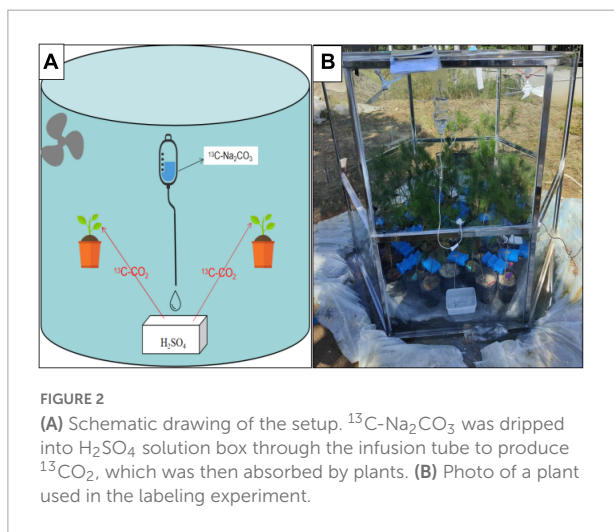 A
B
¹³C-Na₂CO₃
¹³C-CO₂
¹³C-CO₂
H₂SO₄
FIGURE 2
(A) Schematic drawing of the setup. ¹³C-Na₂CO₃ was dripped
into H₂SO₄ solution box through the infusion tube to produce
¹³CO₂, which was then absorbed by plants. (B) Photo of a plant
used in the labeling experiment.